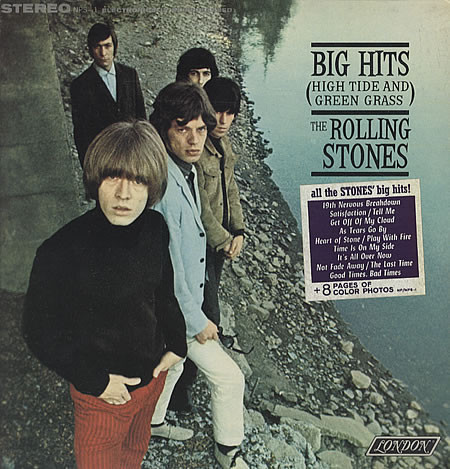 STEREO
BIG HITS
(HIGH TIDE AND
GREEN GRASS)
THE ROLLING
STONES
all the STONES' big hits!
19th Nervous Breakdown
Satisfaction / Tell Me
Get Off Of My Cloud
As Tears Go By
Heart of Stone / Play With Fire
Time Is On My Side
It's All Over Now
Not Fade Away / The Last Time
Good Times, Bad Times
+8 PAGES OF
COLOR PHOTOS
LONDON